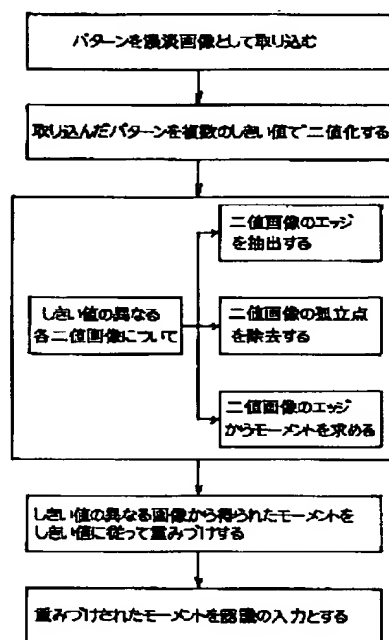 パターンを濃淡画像として取り込む
取り込んだパターンを複数のしきい値で二値化する
しきい値の異なる
各二値画像について
二値画像のエッジ
を抽出する
二値画像の孤立点
を除去する
二値画像のエッジ
からモーメントを求める
しきい値の異なる画像から得られたモーメントを
しきい値に従って重みづけする
重みづけされたモーメントを認識の入力とする